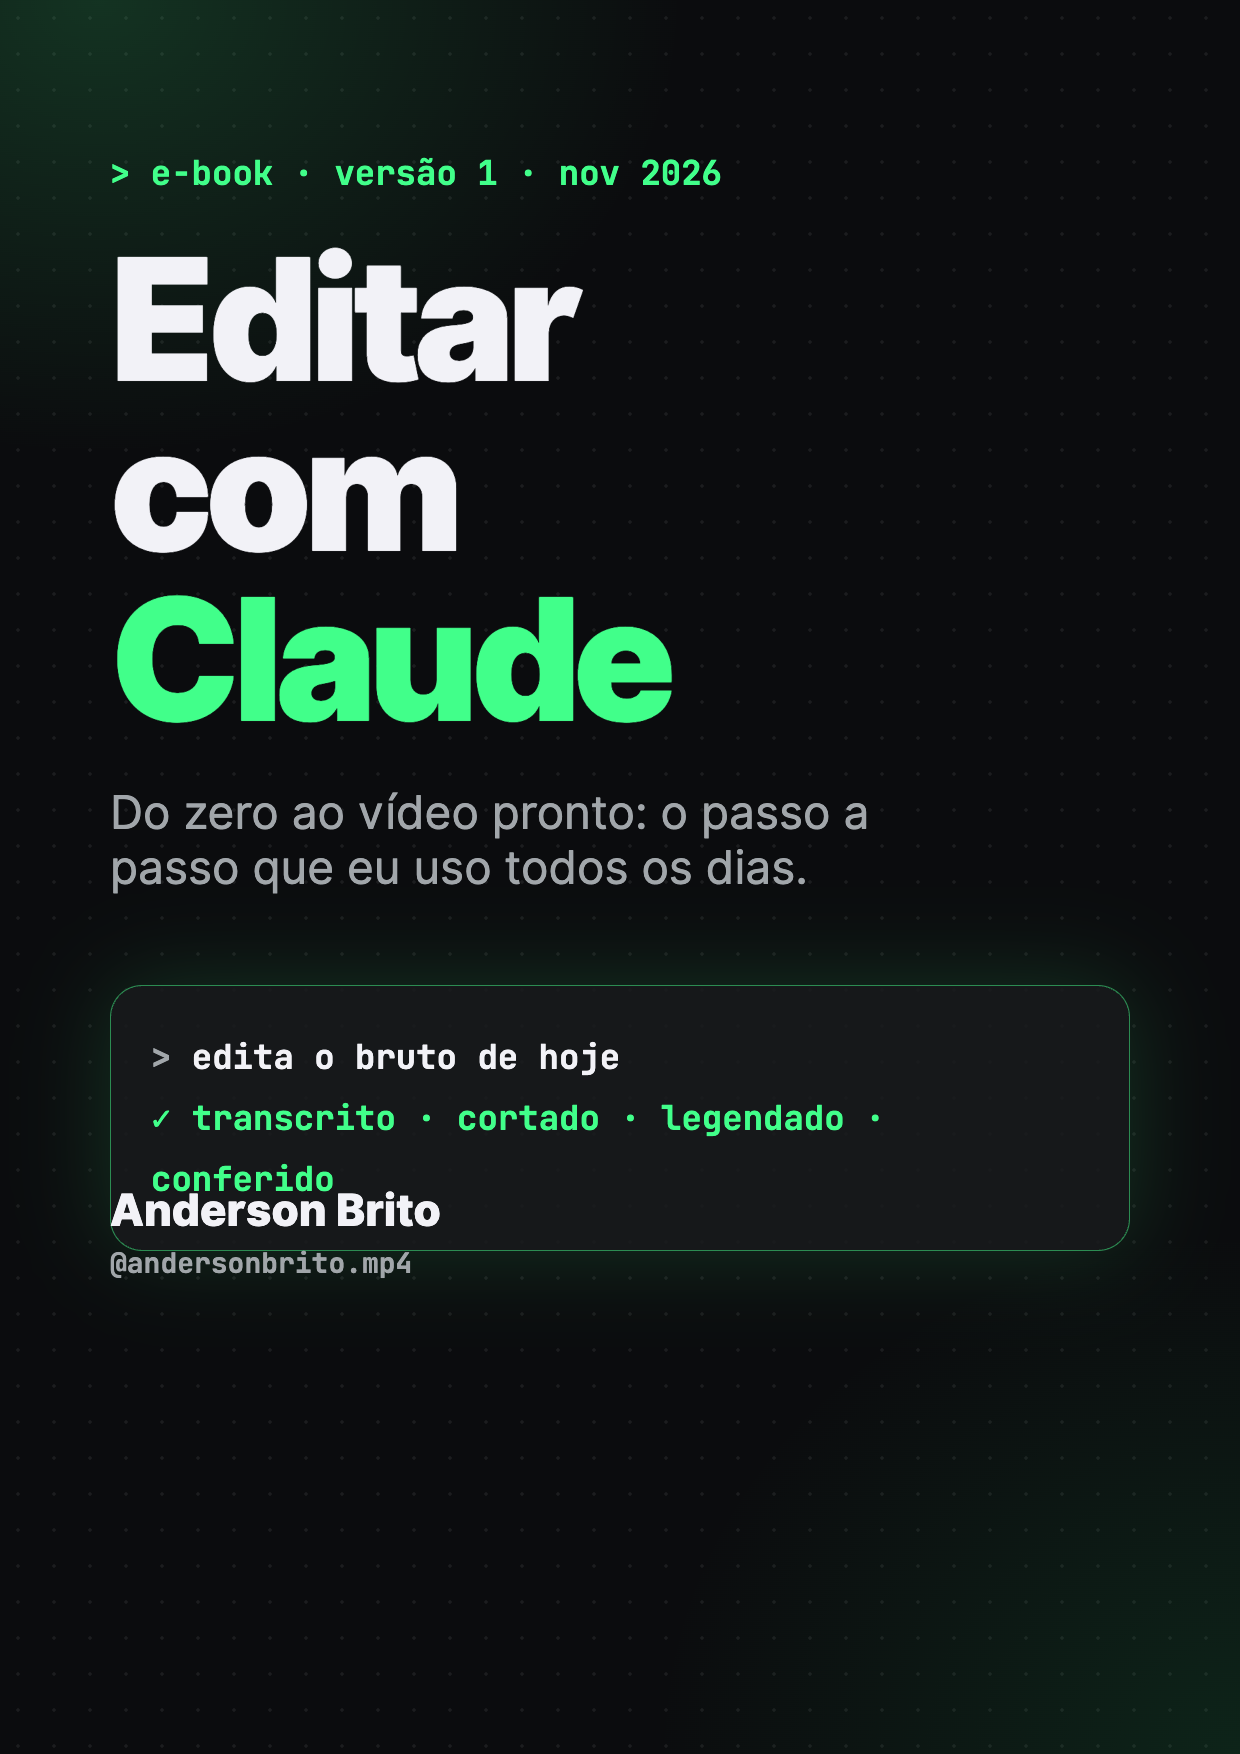 > e-book · versão 1 · nov 2026
Editar
com
Claude
Do zero ao vídeo pronto: o passo a
passo que eu uso todos os dias.
> edita o bruto de hoje
✓ transcrito · cortado · legendado ·
conferido
Anderson Brito
@andersonbrito.mp4